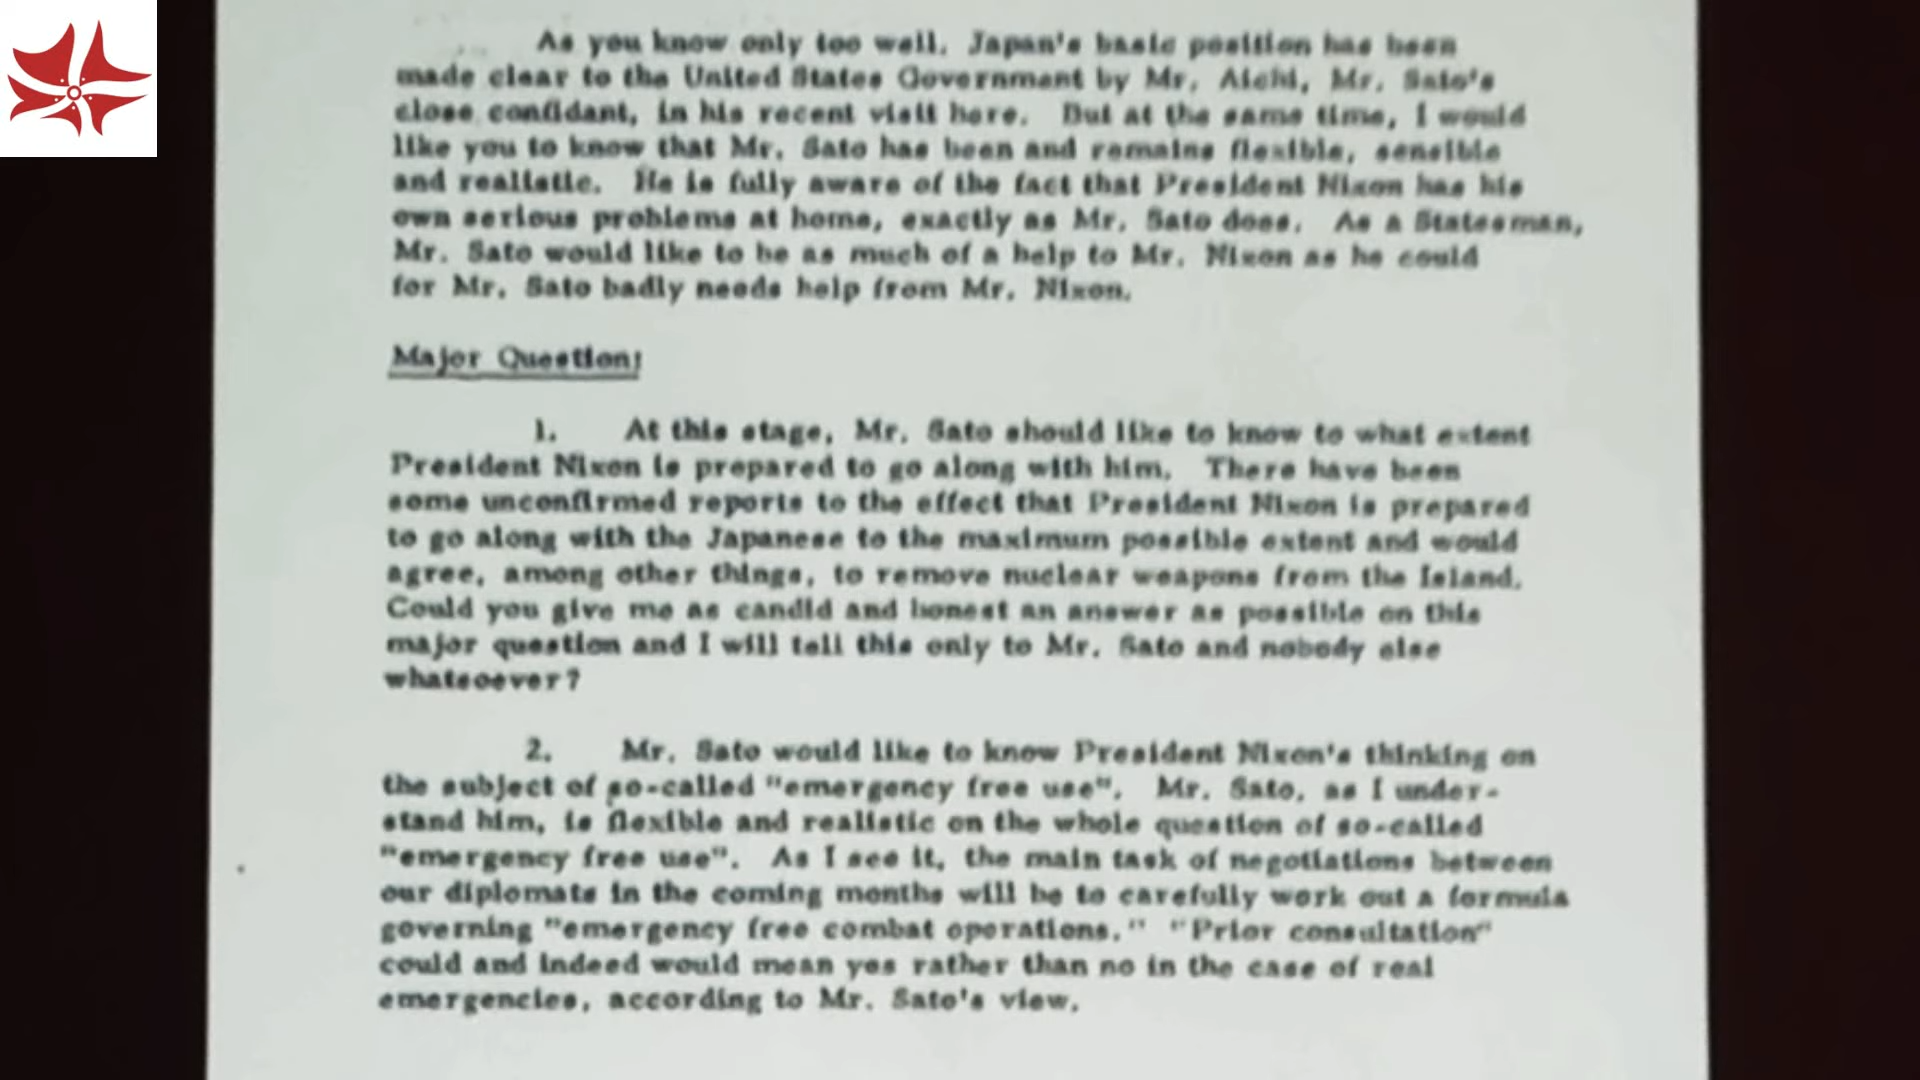 As you know only too well, Japan's basic position has been
made clear to the United States Government by Mr. Aichi, Mr. Sato's
close confidant, in his recent visit here. But at the same time, I would
like you to know that Mr. Sato has been and remains flexible, sensible
and realistic. He is fully aware of the fact that President Nixon has his
own serious problems at home, exactly as Mr. Sato does. As a Statesman,
Mr. Sato would like to be as much of a help to Mr. Nixon as he could
for Mr. Sato badly needs help from Mr. Nixon.
Major Question:
1. At this stage, Mr. Sato should like to know to what extent
President Nixon is prepared to go along with him. There have been
some unconfirmed reports to the effect that President Nixon is prepared
to go along with the Japanese to the maximum possible extent and would
agree, among other things, to remove nuclear weapons from the Island.
Could you give me as candid and honest an answer as possible on this
major question and I will tell this only to Mr. Sato and nobody else
whatsoever?
2. Mr. Sato would like to know President Nixon's thinking on
the subject of so-called "emergency free use". Mr. Sato, as I under-
stand him, is flexible and realistic on the whole question of so-called
"emergency free use". As I see it, the main task of negotiations between
our diplomats in the coming months will be to carefully work out a formula
governing "emergency free combat operations." "Prior consultation"
could and indeed would mean yes rather than no in the case of real
emergencies, according to Mr. Sato's view.